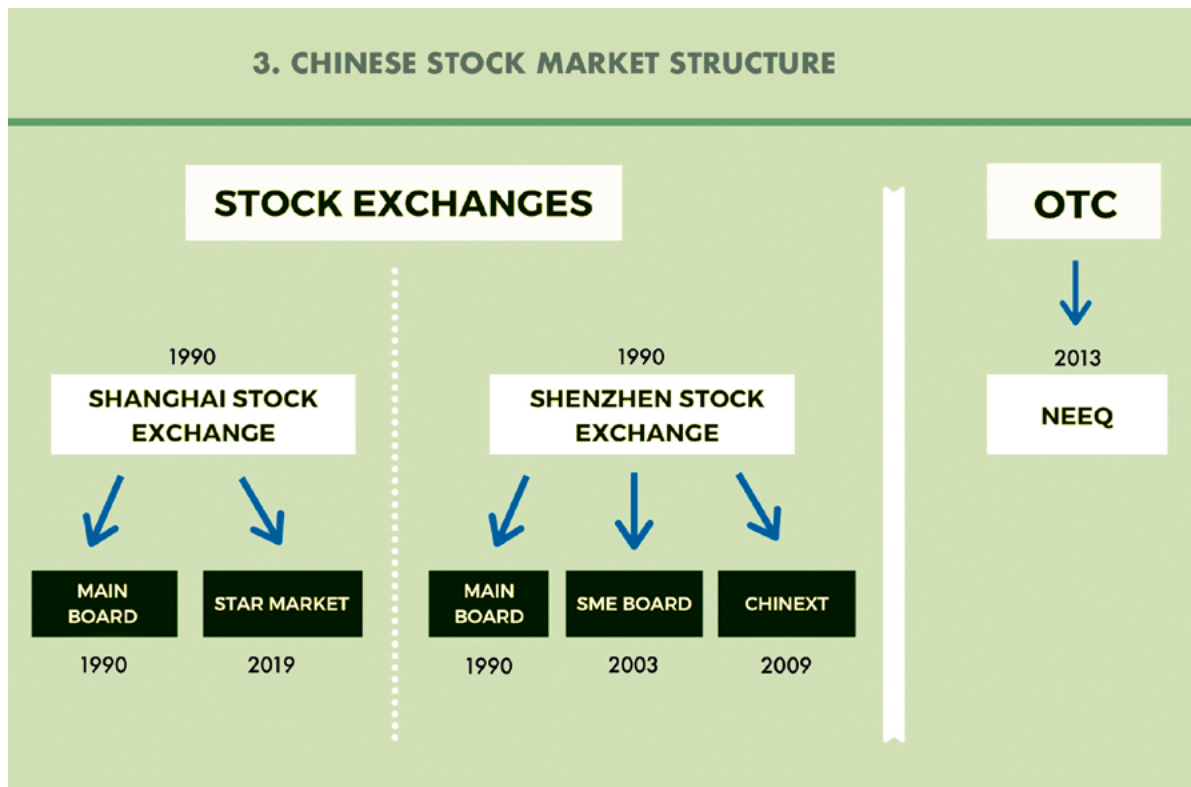 3. CHINESE STOCK MARKET STRUCTURE
STOCK EXCHANGES
1990
SHANGHAI STOCK
EXCHANGE
MAIN
BOARD
1990
STAR MARKET
2019
1990
SHENZHEN STOCK
EXCHANGE
MAIN
BOARD
1990
SME BOARD
2003
CHINEXT
2009
OTC
2013
NEEQ